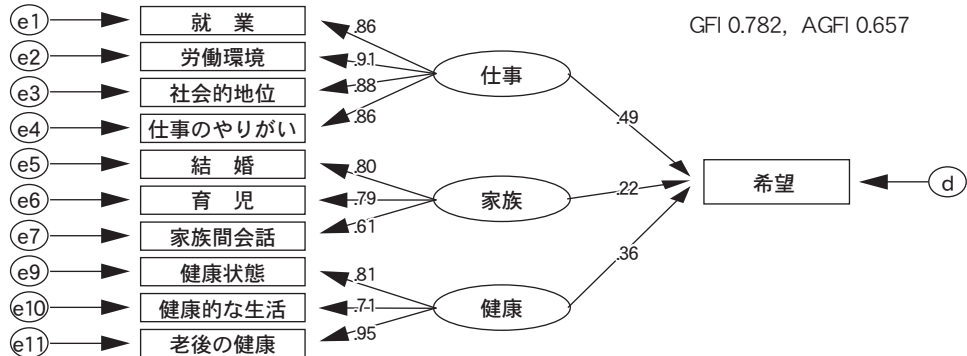 GFI 0.782, AGFI 0.657
e1 就 業 .86
e2 労働環境 .91
e3 社会的地位 .88
e4 仕事のやりがい .86
仕事 .49
e5 結 婚 .80
e6 育 児 .79
e7 家族間会話 .61
家族 .22
e9 健康状態 .81
e10 健康的な生活 .71
e11 老後の健康 .95
健康 .36
希望 d